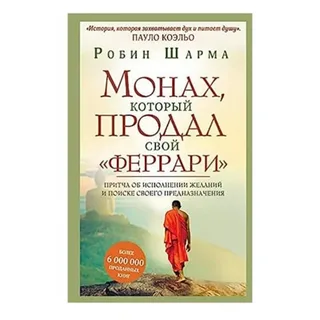 «История, которая захватывает дух и питает душу».
ПАУЛО КОЭЛЬО
РОБИН ШАРМА
МОНАХ,
КОТОРЫЙ
ПРОДАЛ
СВОЙ
«ФЕРРАРИ»
ПРИТЧА ОБ ИСПОЛНЕНИИ ЖЕЛАНИЙ
И ПОИСКЕ СВОЕГО ПРЕДНАЗНАЧЕНИЯ
БОЛЕЕ
6 000 000
ПРОДАННЫХ
КНИГ